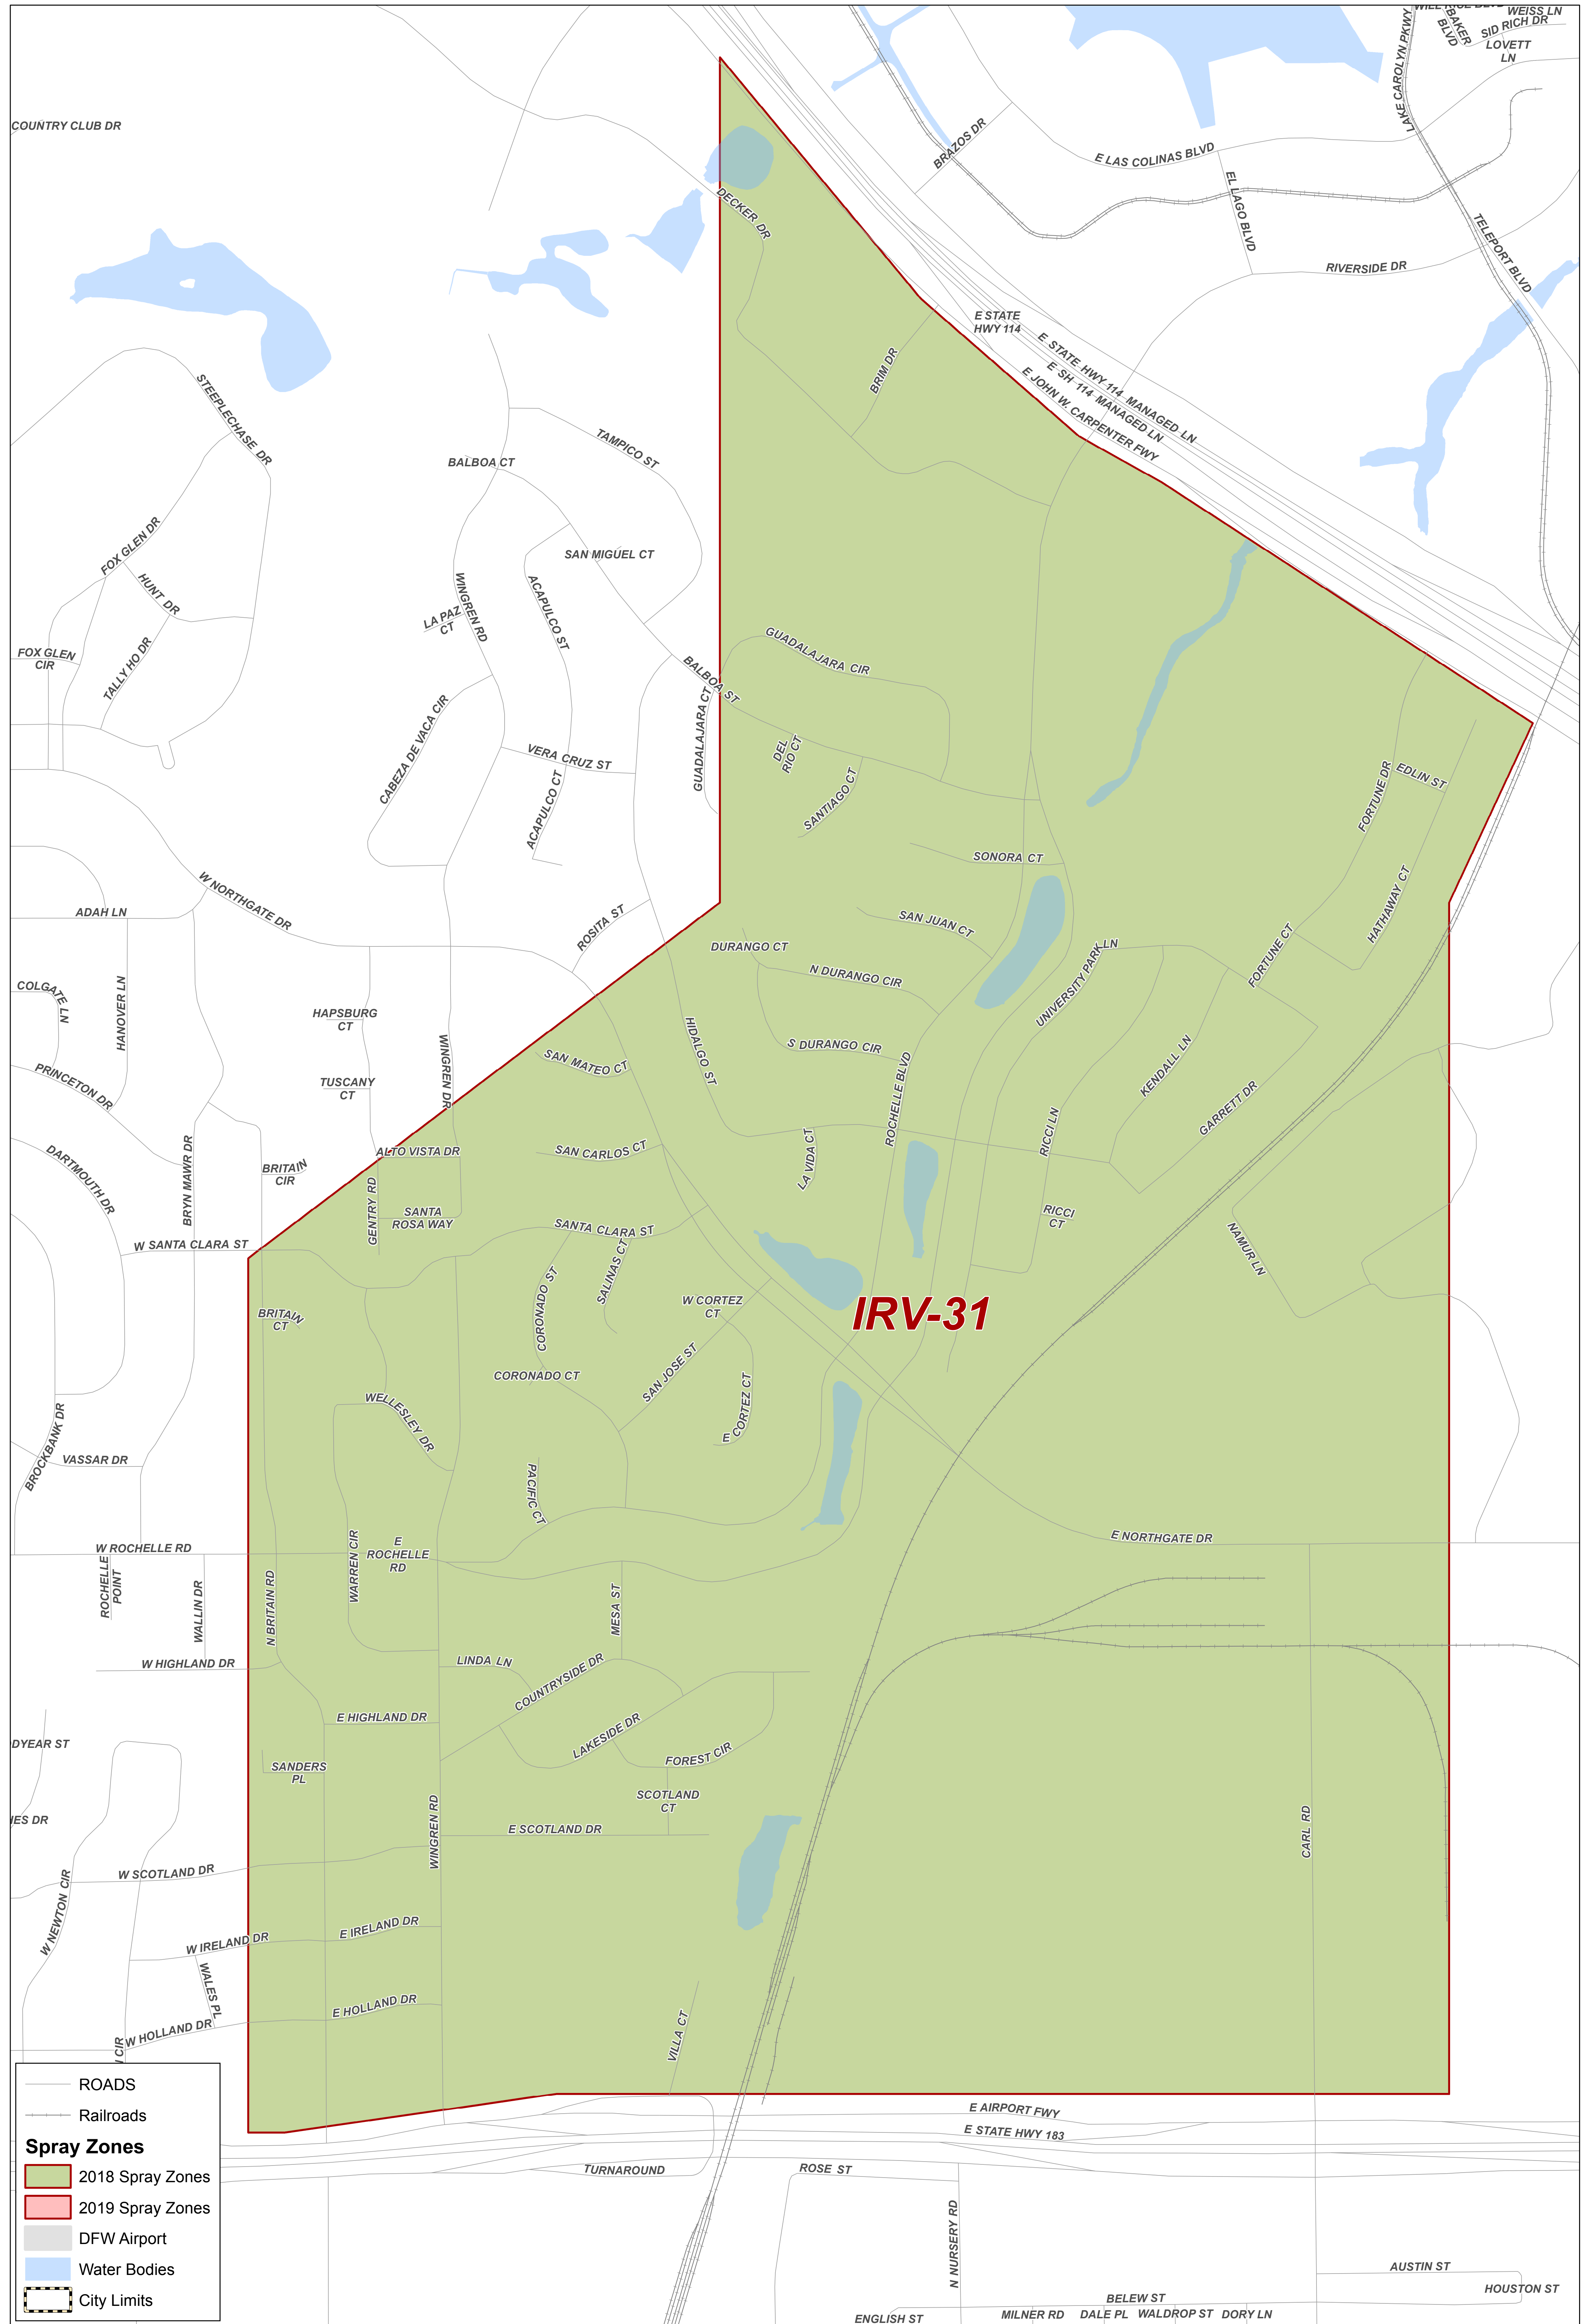 WEISS LN
BAKER
BLVD
SID RICH DR
LOVETT
LN
LAKE CAROLYN PKWY
COUNTRY CLUB DR
BRAZOS DR
E LAS COLINAS BLVD
EL LAGO BLVD
DECKER DR
TELEPORT BLVD
RIVERSIDE DR
E STATE
HWY 114
E STATE HWY 114 MANAGED LN
E SH 114 MANAGED LN
E JOHN W. CARPENTER FWY
BRIM DR
STEEPLECHASE DR
TAMPICO ST
BALBOA CT
FOX GLEN DR
SAN MIGUEL CT
HUNT DR
WINGREN RD
ACAPULCO ST
LA PAZ
CT
FOX GLEN
CIR
TALLY HO DR
GUADALAJARA CIR
BALBOA ST
GUADALAJARA CT
CABEZA DE VACA CIR
VERA CRUZ ST
DEL
RIO CT
ACAPULCO CT
SANTIAGO CT
FORTUNE DR
EDLIN ST
SONORA CT
W NORTHGATE DR
ADAH LN
ROSITA ST
SAN JUAN CT
HATHAWAY CT
DURANGO CT
N DURANGO CIR
UNIVERSITY PARK LN
FORTUNE CT
COLGATE LN
HANOVER LN
HAPSBURG
CT
HIDALGO ST
S DURANGO CIR
WINGREN DR
SAN MATEO CT
ROCHELLE BLVD
KENDALL LN
PRINCETON DR
TUSCANY
CT
GARRETT DR
RICCI LN
ALTO VISTA DR
SAN CARLOS CT
LA VIDA CT
DARTMOUTH DR
BRYN MAWR DR
BRITAIN
CIR
GENTRY RD
SANTA
ROSA WAY
SANTA CLARA ST
RICCI
CT
NAMUR LN
W SANTA CLARA ST
SALINAS CT
CORONADO ST
W CORTEZ
CT
BRITAIN
CT
IRV-31
CORONADO CT
SAN JOSE ST
E CORTEZ CT
WELLESLEY DR
BROCKBANK DR
VASSAR DR
PACIFIC CT
E NORTHGATE DR
W ROCHELLE RD
E
ROCHELLE
RD
WARREN CIR
ROCHELLE
POINT
WALLIN DR
N BRITAIN RD
MESA ST
W HIGHLAND DR
LINDA LN
COUNTRYSIDE DR
E HIGHLAND DR
LAKESIDE DR
DYEAR ST
SANDERS
PL
FOREST CIR
SCOTLAND
CT
IES DR
WINGREN RD
E SCOTLAND DR
CARL RD
W SCOTLAND DR
W NEWTON CIR
E IRELAND DR
W IRELAND DR
WALES PL
E HOLLAND DR
W HOLLAND DR
VILLA CT
CIR
ROADS
Railroads
Spray Zones
2018 Spray Zones
2019 Spray Zones
DFW Airport
Water Bodies
City Limits
E AIRPORT FWY
E STATE HWY 183
TURNAROUND
ROSE ST
N NURSERY RD
AUSTIN ST
HOUSTON ST
BELEW ST
ENGLISH ST
MILNER RD
DALE PL
WALDROP ST
DORY LN